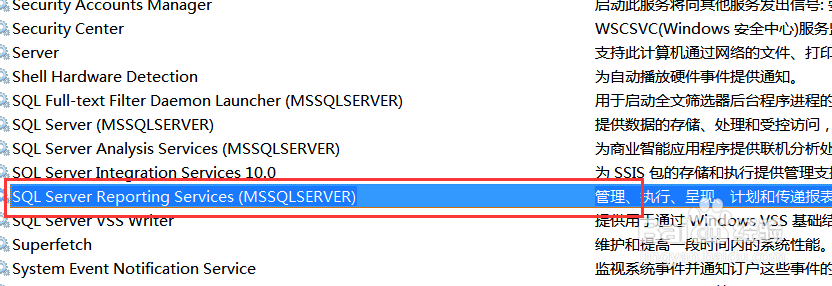 Security Accounts Manager 启动此服务将向其他服务发出信号:
Security Center WSCSVC(Windows 安全中心)服务
Server 支持此计算机通过网络的文件、打印
Shell Hardware Detection 为自动播放硬件事件提供通知。
SQL Full-text Filter Daemon Launcher (MSSQLSERVER) 用于启动全文筛选器后台程序进程的
SQL Server (MSSQLSERVER) 提供数据的存储、处理和受控访问，
SQL Server Analysis Services (MSSQLSERVER) 为商业智能应用程序提供联机分析处
SQL Server Integration Services 10.0 为 SSIS 包的存储和执行提供管理支
SQL Server Reporting Services (MSSQLSERVER) 管理、执行、呈现、计划和传递报表
SQL Server VSS Writer 提供用于通过 Windows VSS 基础结
Superfetch 维护和提高一段时间内的系统性能。
System Event Notification Service 监视系统事件并通知订户这些事件的